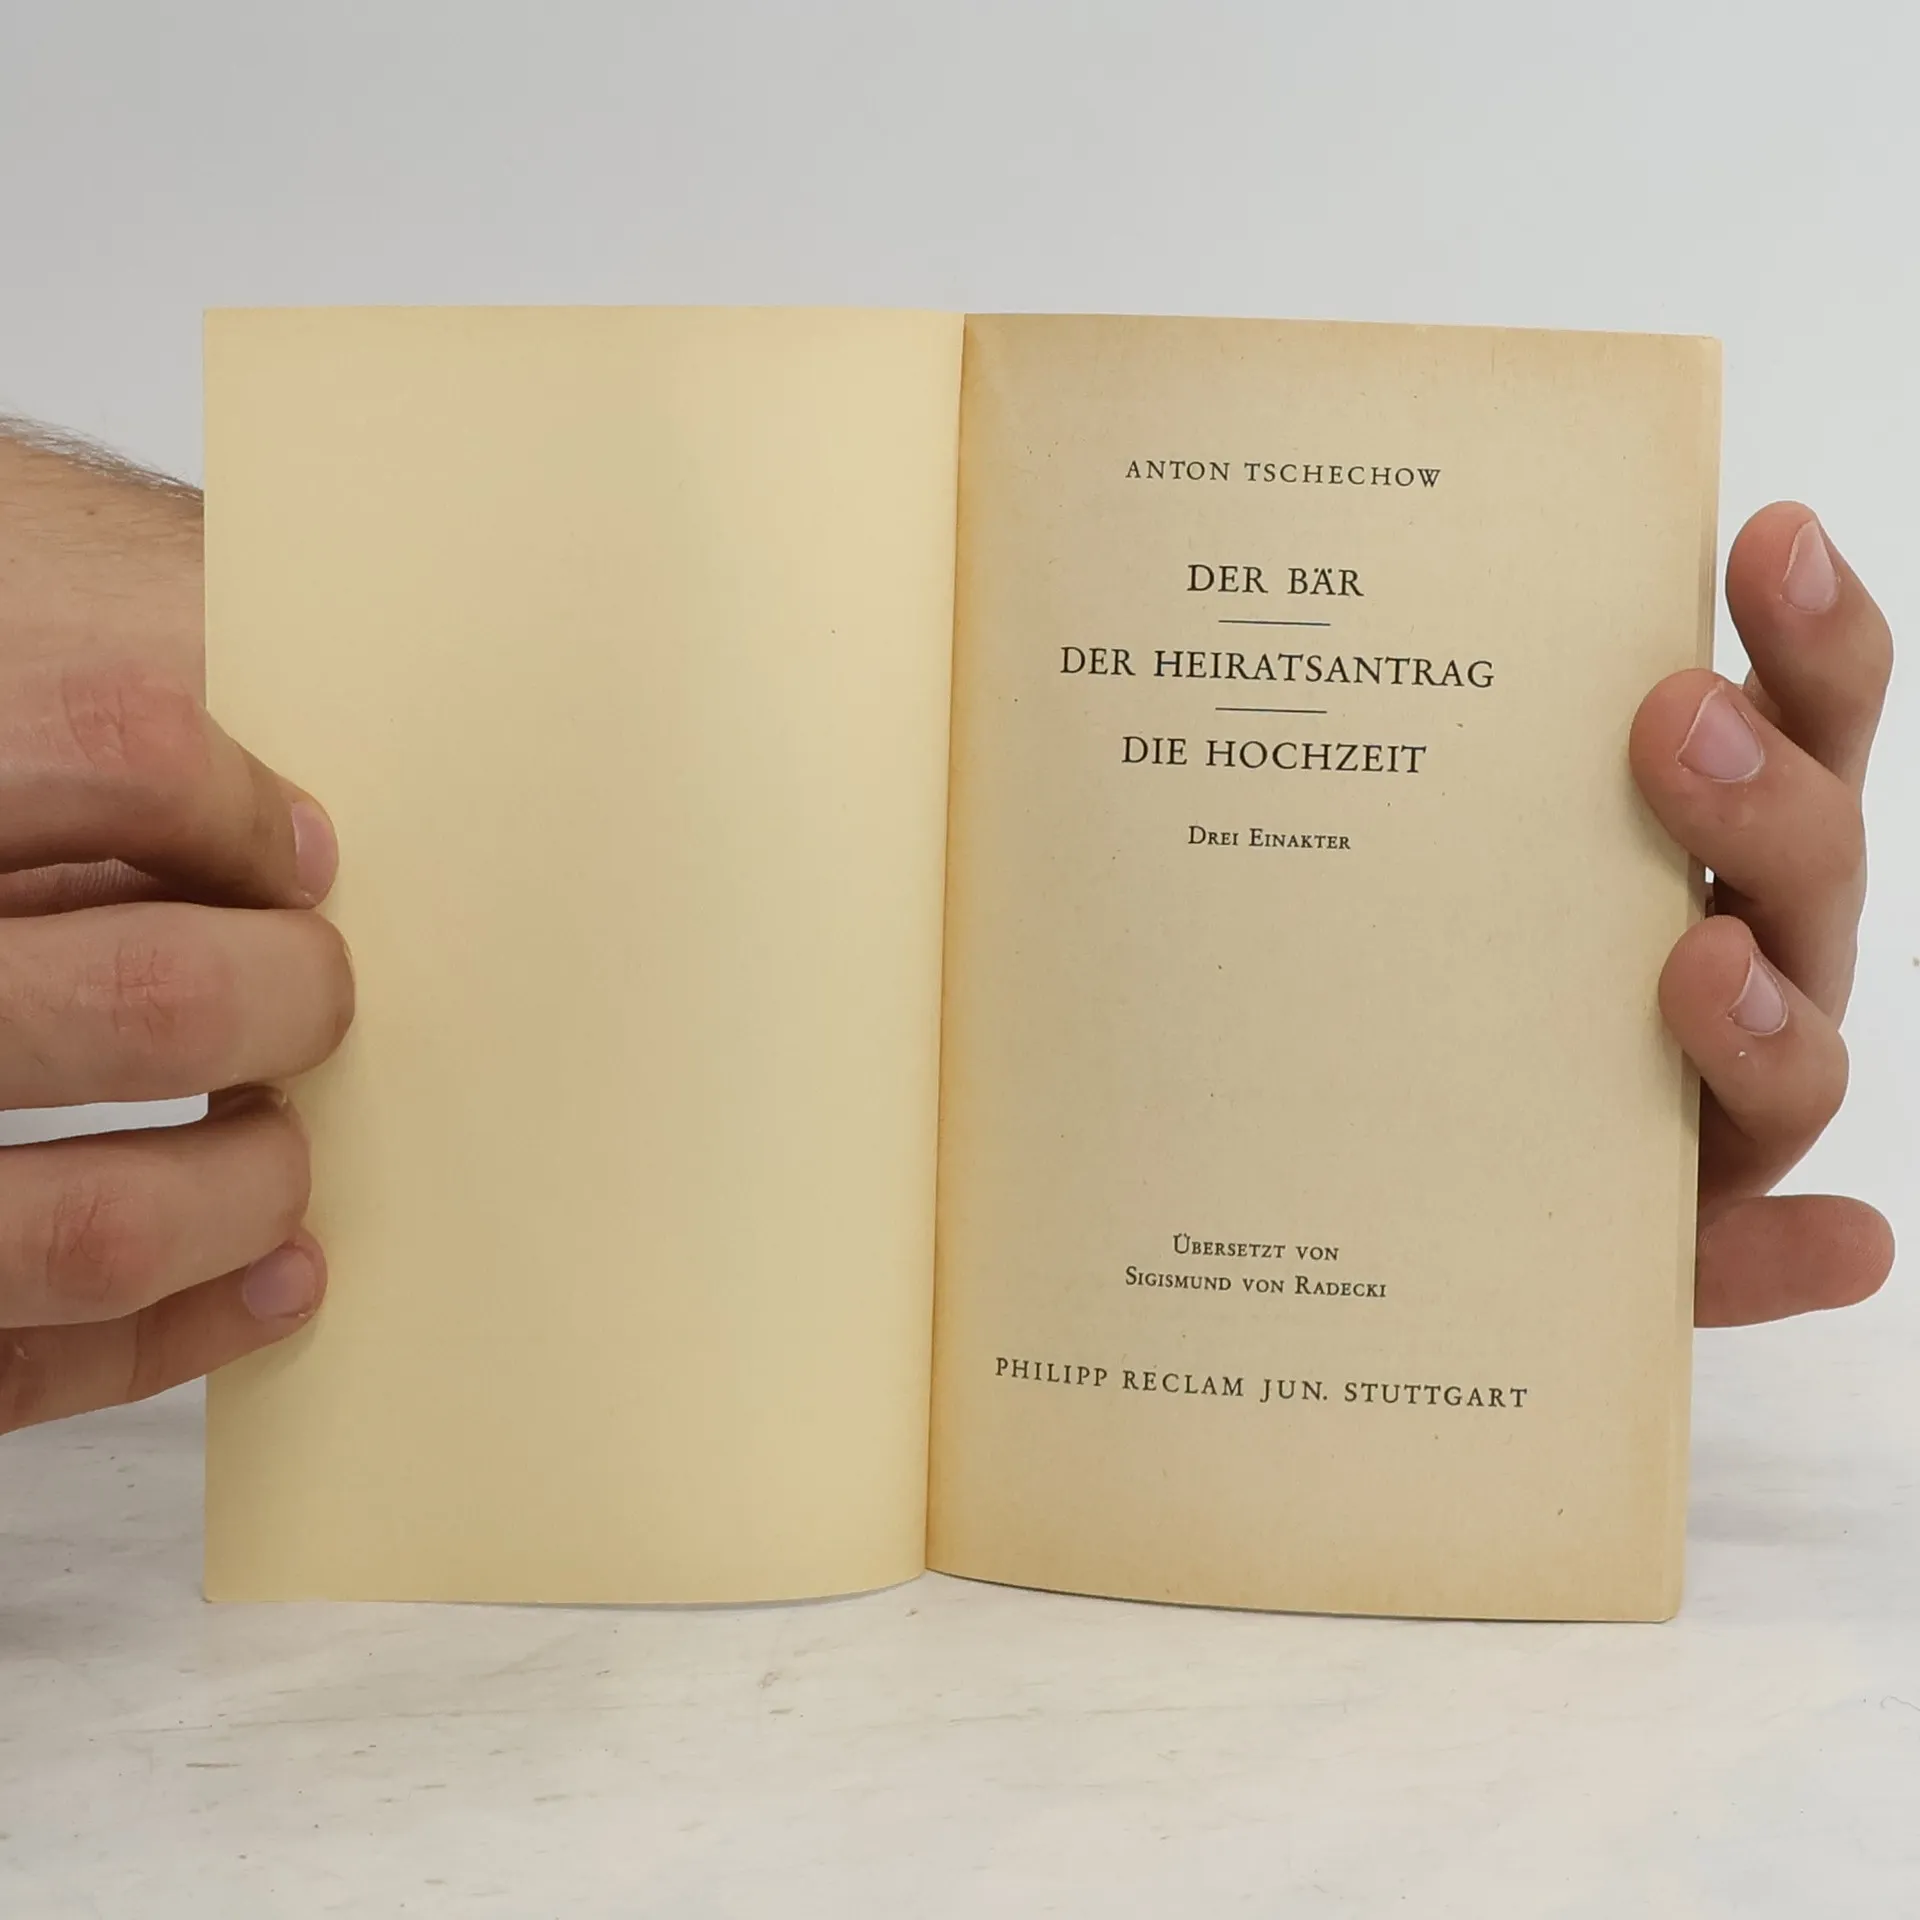 ANTON TSCHECHOW
DER BÄR
DER HEIRATSANTRAG
DIE HOCHZEIT
DREI EINAKTER
ÜBERSETZT VON
SIGISMUND VON RADECKI
PHILIPP RECLAM JUN. STUTTGART